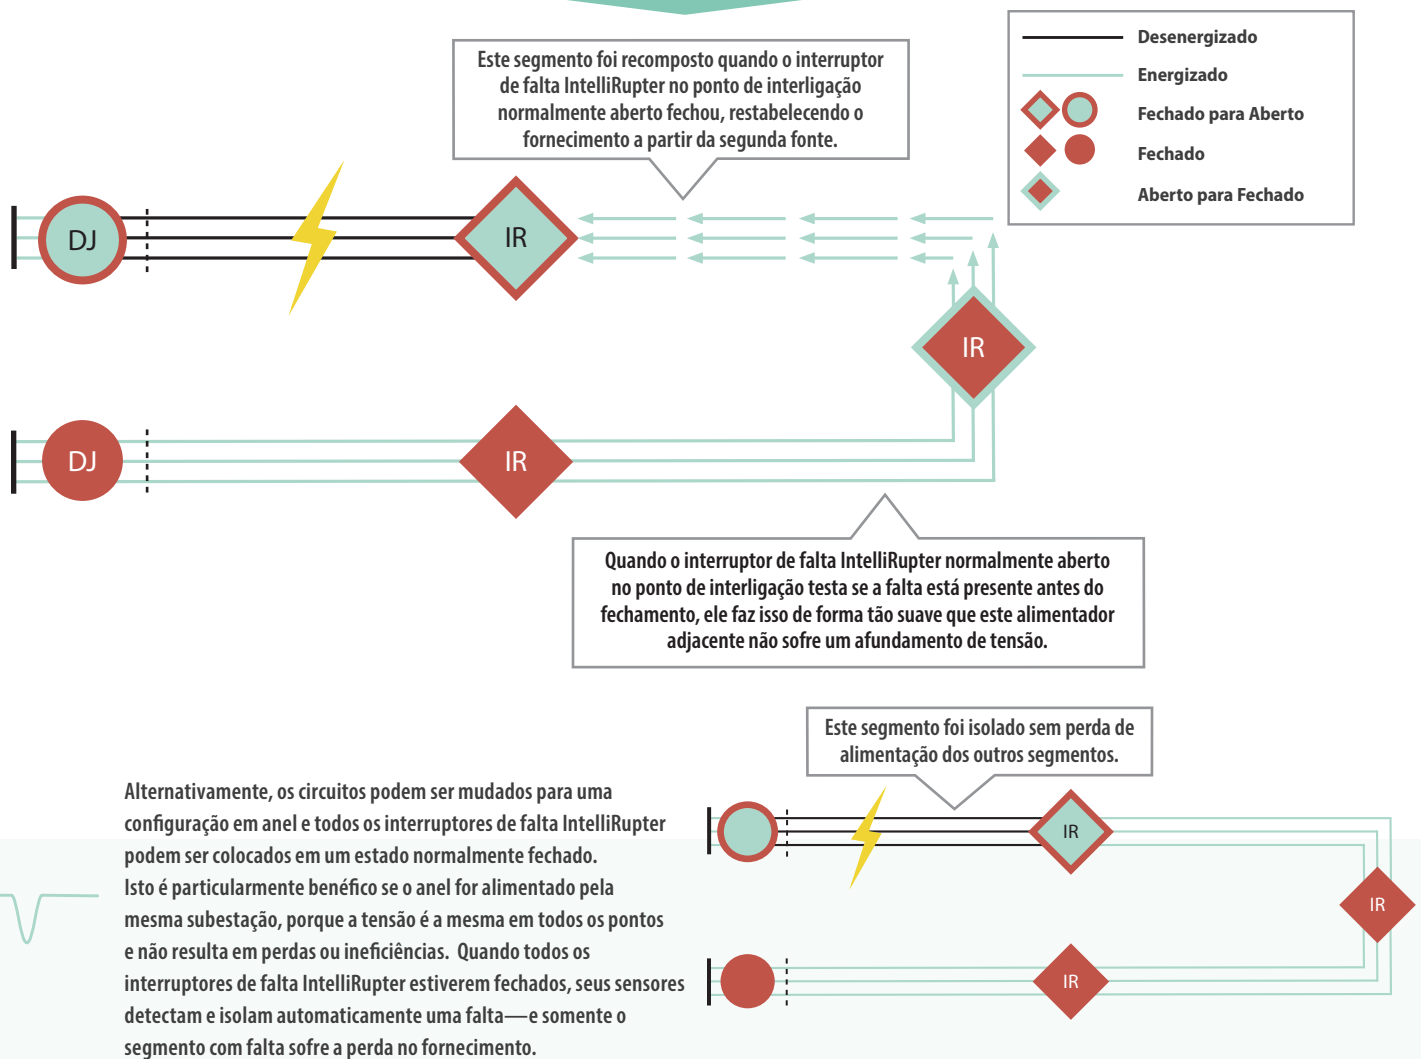 Desenergizado
Energizado
Fechado para Aberto
Fechado
Aberto para Fechado
Este segmento foi recomposto quando o interruptor
de falta IntelliRupter no ponto de interligação
normalmente aberto fechou, restabelecendo o
fornecimento a partir da segunda fonte.
DJ
IR
IR
DJ
IR
Quando o interruptor de falta IntelliRupter normalmente aberto
no ponto de interligação testa se a falta está presente antes do
fechamento, ele faz isso de forma tão suave que este alimentador
adjacente não sofre um afundamento de tensão.
Este segmento foi isolado sem perda de
alimentação dos outros segmentos.
Alternativamente, os circuitos podem ser mudados para uma
configuração em anel e todos os interruptores de falta IntelliRupter
podem ser colocados em um estado normalmente fechado.
Isto é particularmente benéfico se o anel for alimentado pela
mesma subestação, porque a tensão é a mesma em todos os pontos
e não resulta em perdas ou ineficiências. Quando todos os
interruptores de falta IntelliRupter estiverem fechados, seus sensores
detectam e isolam automaticamente uma falta—e somente o
segmento com falta sofre a perda no fornecimento.
IR
IR
IR